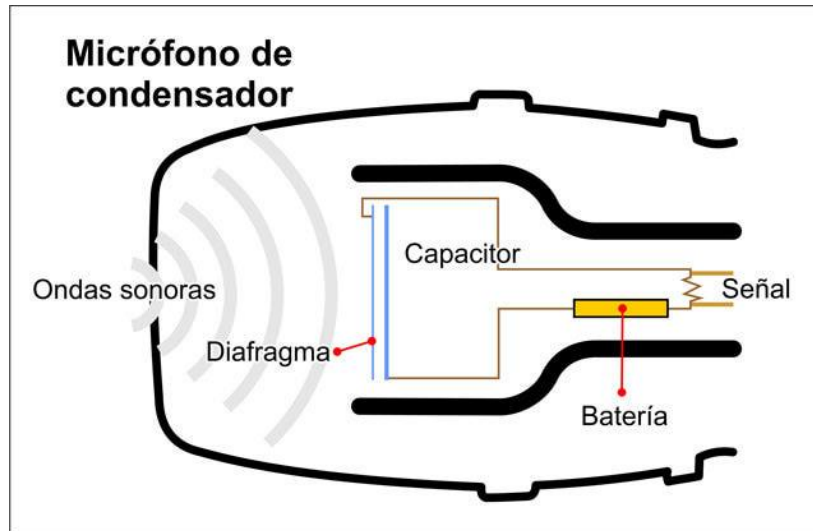 Micrófono de
condensador
Capacitor
Ondas sonoras
Señal
Diafragma
Batería